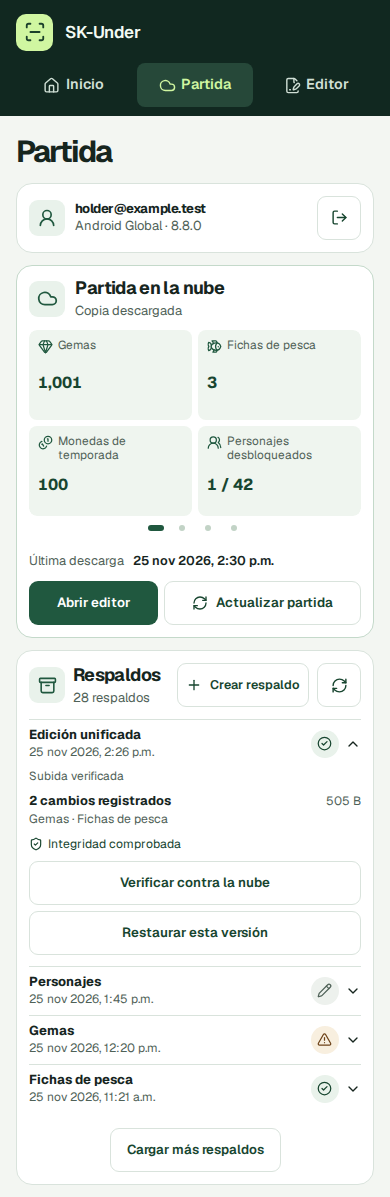 SK-Under
Inicio
Partida
Editor
Partida
holder@example.test
Android Global · 8.8.0
Partida en la nube
Copia descargada
Gemas
1,001
Fichas de pesca
3
Monedas de
temporada
100
Personajes
desbloqueados
1 / 42
Última descarga 25 nov 2026, 2:30 p.m.
Abrir editor
Actualizar partida
Respaldos
28 respaldos
Crear respaldo
Edición unificada
25 nov 2026, 2:26 p.m.
Subida verificada
2 cambios registrados
505 B
Gemas · Fichas de pesca
Integridad comprobada
Verificar contra la nube
Restaurar esta versión
Personajes
25 nov 2026, 1:45 p.m.
Gemas
25 nov 2026, 12:20 p.m.
Fichas de pesca
25 nov 2026, 11:21 a.m.
Cargar más respaldos